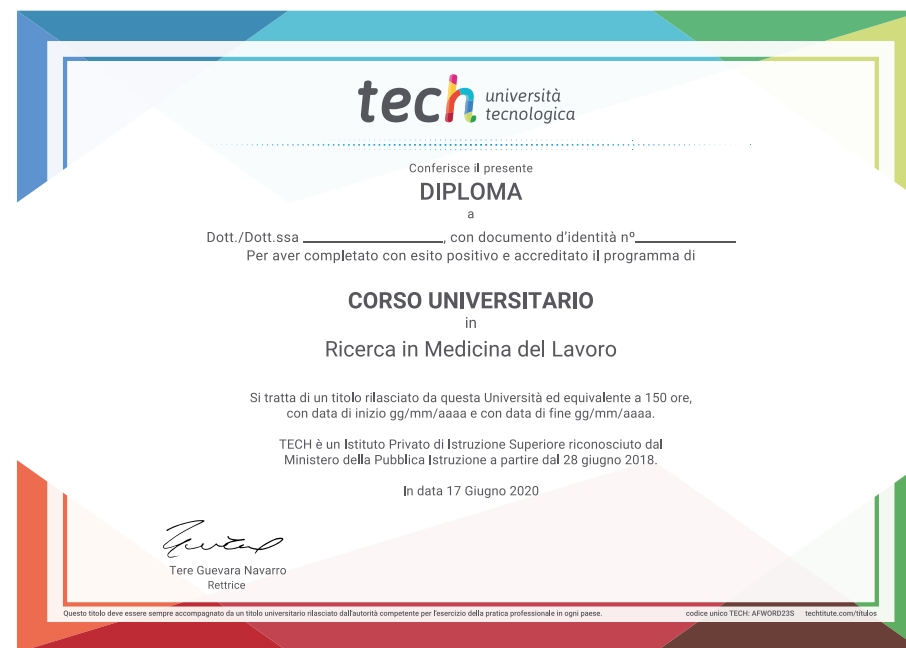 tech università
tecnologica
Conferisce il presente
DIPLOMA
a
Dott./Dott.ssa ____________________, con documento d'identità nº______________
Per aver completato con esito positivo e accreditato il programma di
CORSO UNIVERSITARIO
in
Ricerca in Medicina del Lavoro
Si tratta di un titolo rilasciato da questa Università ed equivalente a 150 ore,
con data di inizio gg/mm/aaaa e con data di fine gg/mm/aaaa.
TECH è un Istituto Privato di Istruzione Superiore riconosciuto dal
Ministero della Pubblica Istruzione a partire dal 28 giugno 2018.
In data 17 Giugno 2020
Tere Guevara Navarro
Rettrice
Questo titolo deve essere sempre accompagnato da un titolo universitario rilasciato dall'autorità competente per l'esercizio della pratica professionale in ogni paese. codice unico TECH: AFWORD23S techtitute.com/títulos